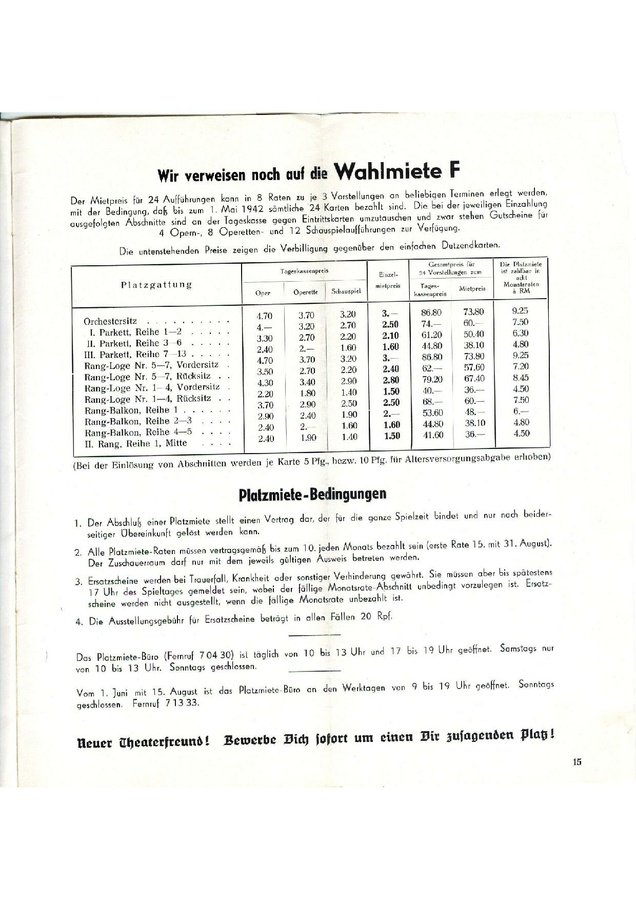 Wir verweisen noch auf die Wahlmiete F
Der Mietpreis für 24 Aufführungen kann in 8 Raten zu je 3 Vorstellungen an beliebigen Terminen erlegt werden,
mit der Bedingung, daß bis zum 1. Mai 1942 sämtliche 24 Karten bezahlt sind. Die bei der jeweiligen Einzahlung
ausgefolgten Abschnitte sind an der Tageskasse gegen Eintrittskarten umzutauschen und zwar stehen Gutscheine für
4 Opern-, 8 Operetten- und 12 Schauspielaufführungen zur Verfügung.
Die untenstehenden Preise zeigen die Verbilligung gegenüber den einfachen Dutzendkarten.
Platzgattung
Tageskassenpreis
Oper Operette Schauspiel
Einzel-
mietpreis
Gesamtpreis für
24 Vorstellungen zum
Tages-
kassenpreis
Mietpreis
Die Platzmiete
ist zahlbar in
acht
Monatsraten
à RM.
Orchestersitz . . . . . . . . . . 4.70 3.70 3.20 3.— 86.80 73.80 9.25
I. Parkett, Reihe 1—2 . . . . . 4.— 3.20 2.70 2.50 74.— 60.— 7.50
II. Parkett, Reihe 3—6 . . . . . 3.30 2.70 2.20 2.10 61.20 50.40 6.30
III. Parkett, Reihe 7—13 . . . . . 2.40 2.— 1.60 1.60 44.80 38.10 4.80
Rang-Loge Nr. 5—7, Vordersitz . 4.70 3.70 3.20 3.— 86.80 73.80 9.25
Rang-Loge Nr. 5—7, Rücksitz . . 3.50 2.70 2.20 2.40 62.— 57.60 7.20
Rang-Loge Nr. 1—4, Vordersitz . 4.30 3.40 2.90 2.80 79.20 67.40 8.45
Rang-Loge Nr. 1—4, Rücksitz . . 2.20 1.80 1.40 1.50 40.— 36.— 4.50
Rang-Balkon, Reihe 1 . . . . . . 3.70 2.90 2.50 2.50 68.— 60.— 7.50
Rang-Balkon, Reihe 2—3 . . . . 2.90 2.40 1.90 2.— 53.60 48.— 6.—
Rang-Balkon, Reihe 4—5 . . . . 2.40 2.— 1.60 1.60 44.80 38.10 4.80
II. Rang, Reihe 1, Mitte . . . . 2.40 1.90 1.40 1.50 41.60 36.— 4.50
(Bei der Einlösung von Abschnitten werden je Karte 5 Pfg., bezw. 10 Pfg. für Altersversorgungsabgabe erhoben)
Platzmiete-Bedingungen
1. Der Abschluß einer Platzmiete stellt einen Vertrag dar, der für die ganze Spielzeit bindet und nur nach beider-
seitiger Übereinkunft gelöst werden kann.
2. Alle Platzmiete-Raten müssen vertragsgemäß bis zum 10. jeden Monats bezahlt sein (erste Rate 15. mit 31. August).
Der Zuschauerraum darf nur mit dem jeweils gültigen Ausweis betreten werden.
3. Ersatzscheine werden bei Trauerfall, Krankheit oder sonstiger Verhinderung gewährt. Sie müssen aber bis spätestens
17 Uhr des Spieltages gemeldet sein, wobei der fällige Monatsrate-Abschnitt unbedingt vorzulegen ist. Ersatz-
scheine werden nicht ausgestellt, wenn die fällige Monatsrate unbezahlt ist.
4. Die Ausstellungsgebühr für Ersatzscheine beträgt in allen Fällen 20 Rpf.
Das Platzmiete-Büro (Fernruf 7 04 30) ist täglich von 10 bis 13 Uhr und 17 bis 19 Uhr geöffnet. Samstags nur
von 10 bis 13 Uhr. Sonntags geschlossen.
Vom 1. Juni mit 15. August ist das Platzmiete-Büro an den Werktagen von 9 bis 19 Uhr geöffnet. Sonntags
geschlossen. Fernruf 7 13 33.
Neuer Theaterfreund! Bewerbe Dich sofort um einen Dir zusagenden Platz!
15